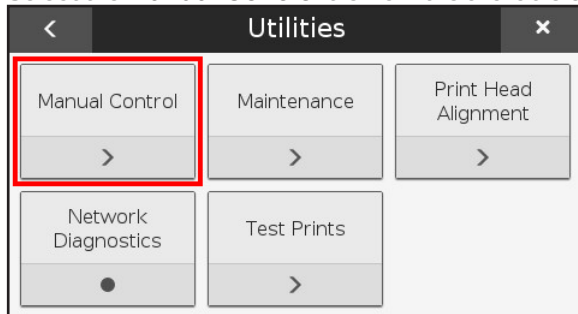 Utilities
Manual Control
Maintenance
Print Head
Alignment
Network
Diagnostics
Test Prints